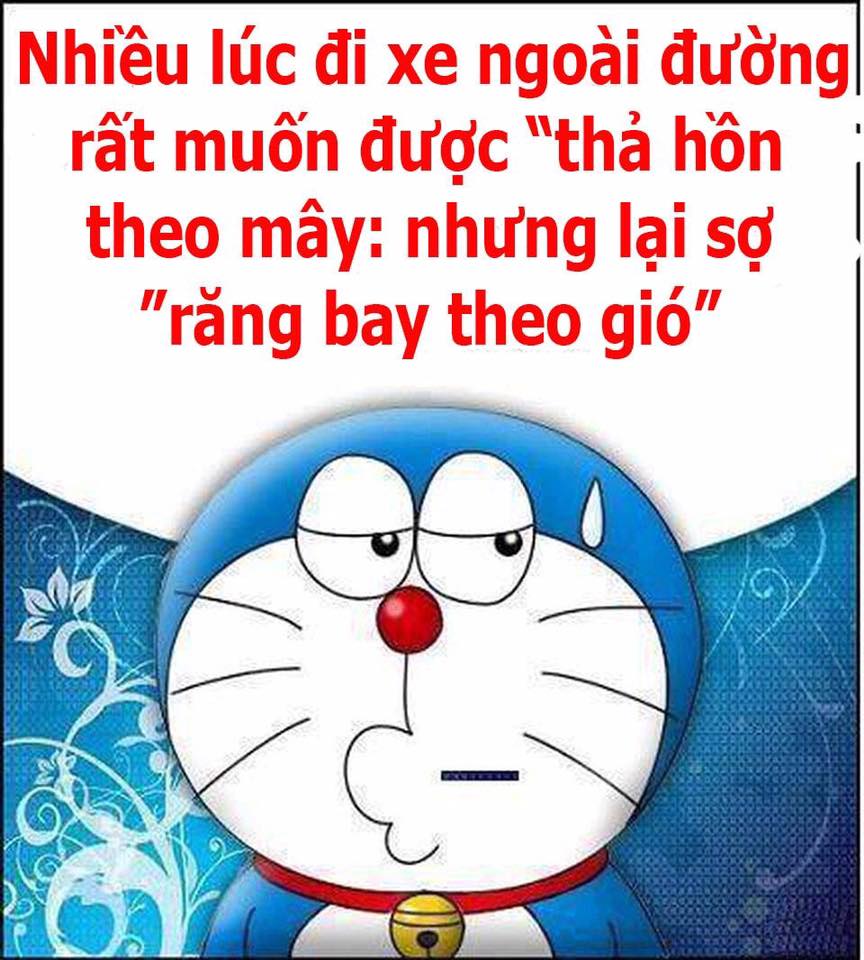 Nhiều lúc đi xe ngoài đường
rất muốn được “thả hồn
theo mây: nhưng lại sợ
”răng bay theo gió”